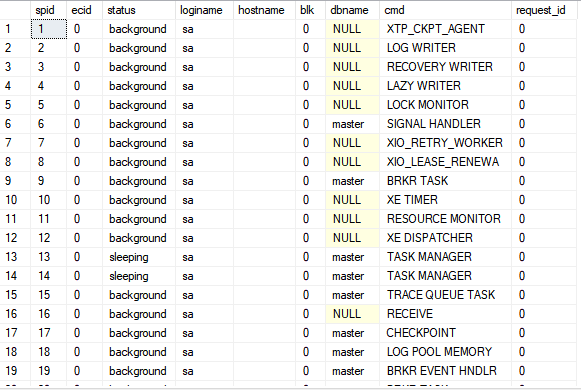 spid ecid status loginame hostname blk dbname cmd request_id
1 1 0 background sa 0 NULL XTP_CKPT_AGENT 0
2 2 0 background sa 0 NULL LOG WRITER 0
3 3 0 background sa 0 NULL RECOVERY WRITER 0
4 4 0 background sa 0 NULL LAZY WRITER 0
5 5 0 background sa 0 NULL LOCK MONITOR 0
6 6 0 background sa 0 master SIGNAL HANDLER 0
7 7 0 background sa 0 NULL XIO_RETRY_WORKER 0
8 8 0 background sa 0 NULL XIO_LEASE_RENEWA 0
9 9 0 background sa 0 master BRKR TASK 0
10 10 0 background sa 0 NULL XE TIMER 0
11 11 0 background sa 0 NULL RESOURCE MONITOR 0
12 12 0 background sa 0 NULL XE DISPATCHER 0
13 13 0 sleeping sa 0 master TASK MANAGER 0
14 14 0 sleeping sa 0 master TASK MANAGER 0
15 15 0 background sa 0 master TRACE QUEUE TASK 0
16 16 0 background sa 0 NULL RECEIVE 0
17 17 0 background sa 0 master CHECKPOINT 0
18 18 0 background sa 0 master LOG POOL MEMORY 0
19 19 0 background sa 0 master BRKR EVENT HNDLR 0